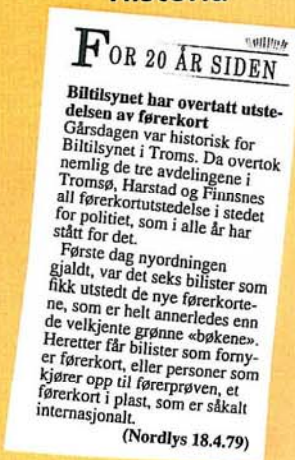 FOR 20 ÅR SIDEN
Biltilsynet har overtatt utste-
delsen av førerkort
Gårsdagen var historisk for
Biltilsynet i Troms. Da overtok
nemlig de tre avdelingene i
Tromsø, Harstad og Finnsnes
all førerkortutstedelse i stedet
for politiet, som i alle år har
stått for det.
Første dag nyordningen
gjaldt, var det seks bilister som
fikk utstedt de nye førerkorte-
ne, som er helt annerledes enn
de velkjente grønne «bøkene».
Heretter får bilister som forny-
er førerkort, eller personer som
kjører opp til førerprøven, et
førerkort i plast, som er såkalt
internasjonalt.
(Nordlys 18.4.79)